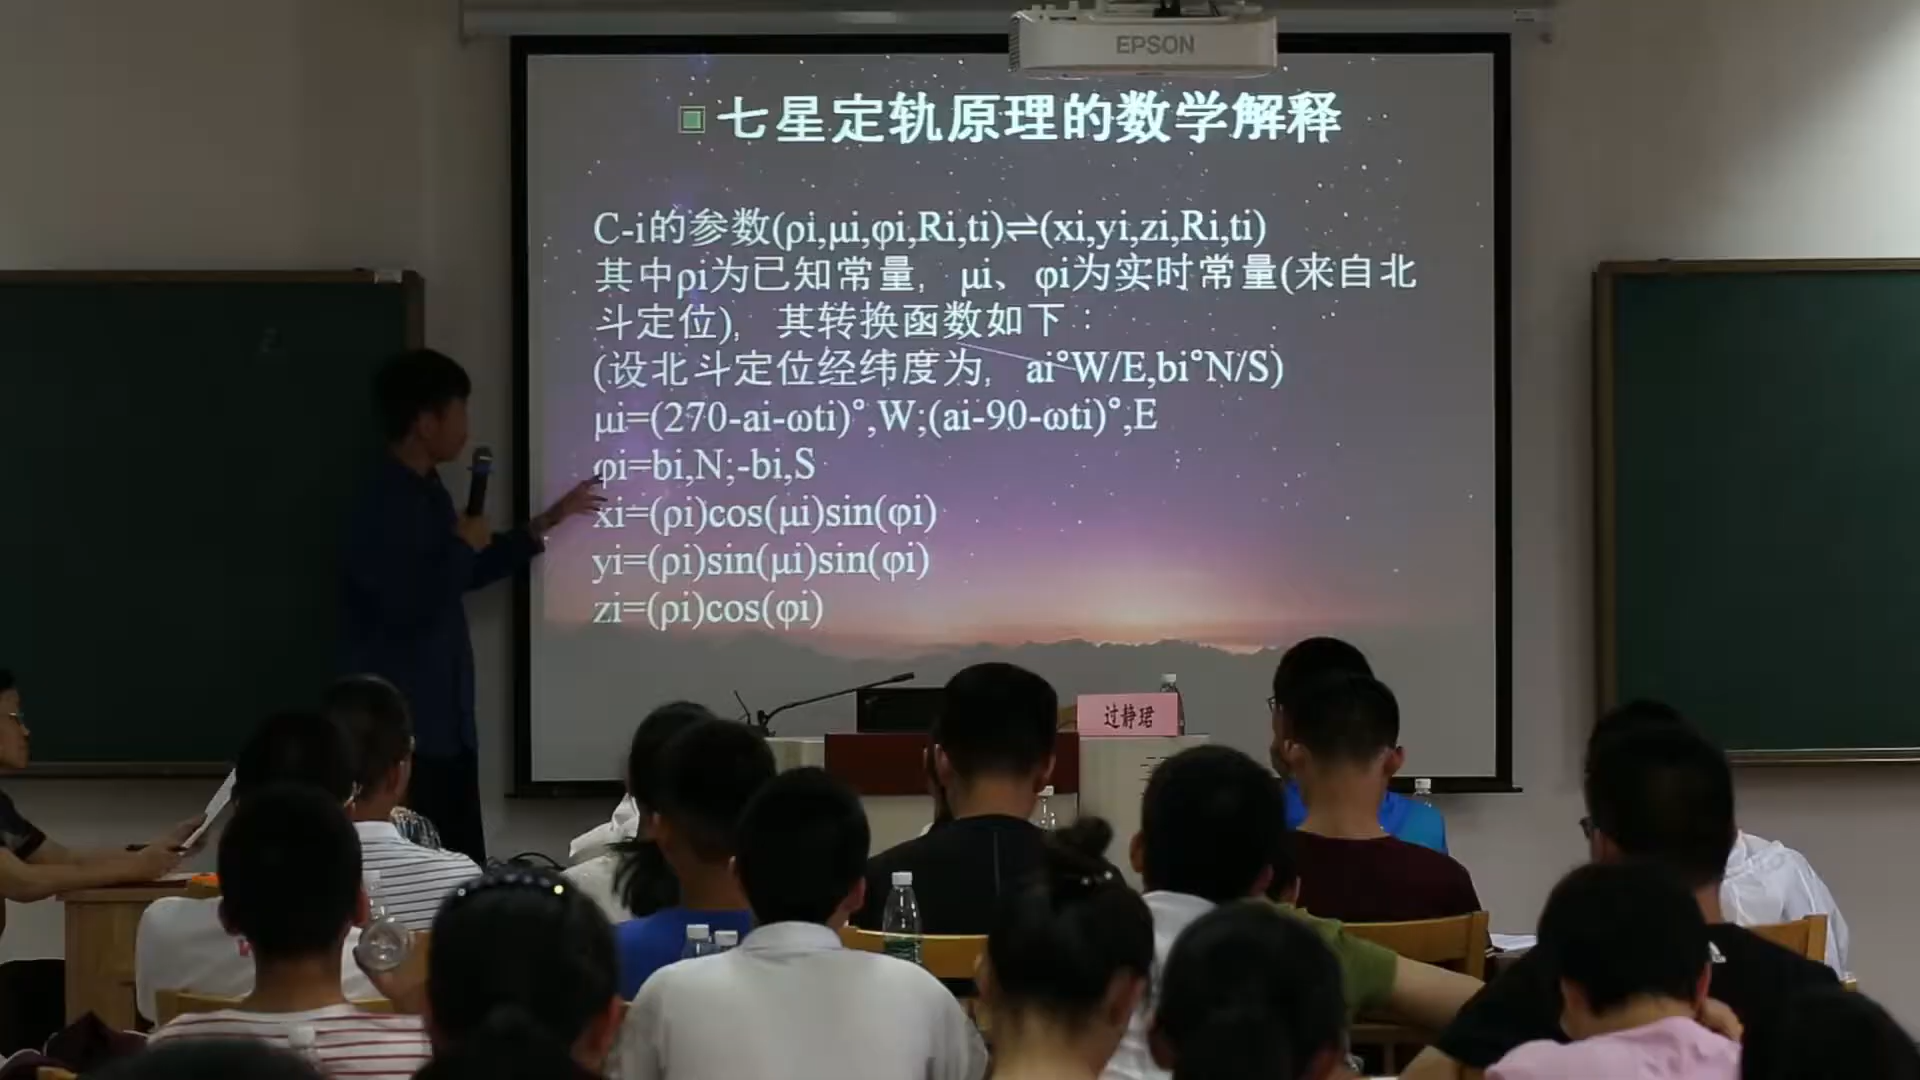 EPSON
七星定轨原理的数学解释
C-i的参数(ρi,μi,φi,Ri,ti)⇌(xi,yi,zi,Ri,ti)
其中ρi为已知常量, μi、φi为实时常量(来自北
斗定位), 其转换函数如下:
(设北斗定位经纬度为, ai°W/E,bi°N/S)
μi=(270-ai-ωti)°,W;(ai-90-ωti)°,E
φi=bi,N;-bi,S
xi=(ρi)cos(μi)sin(φi)
yi=(ρi)sin(μi)sin(φi)
zi=(ρi)cos(φi)
过静珺